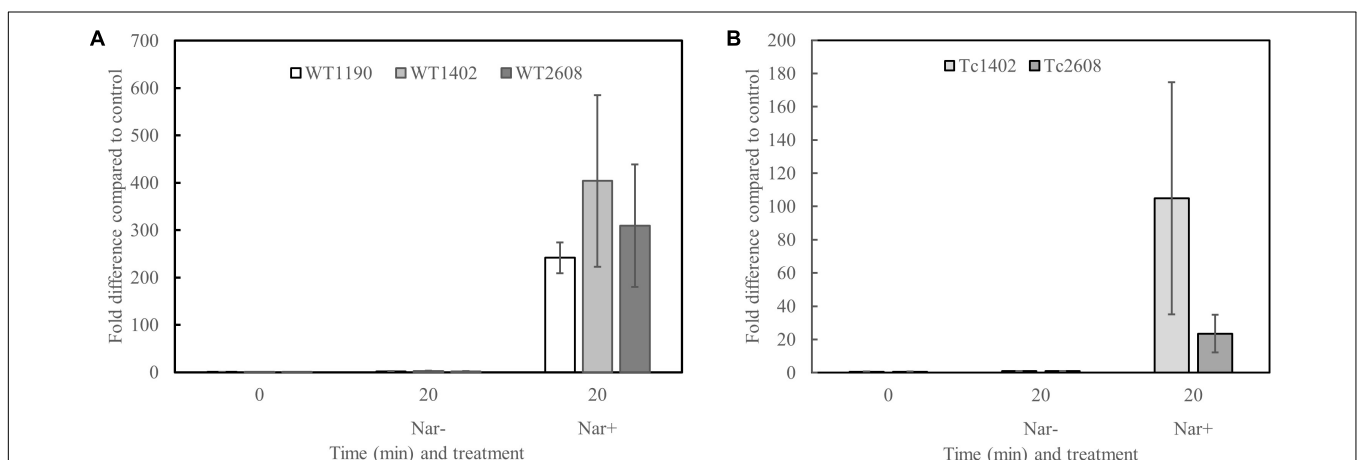 A
Fold difference compared to control
700
600
500
400
300
200
100
0
WT1190 WT1402 WT2608
0 20 20
Nar- Nar+
Time (min) and treatment
B
Fold difference compared to control
200
180
160
140
120
100
80
60
40
20
0
Tc1402 Tc2608
0 20 20
Nar- Nar+
Time (min) and treatment